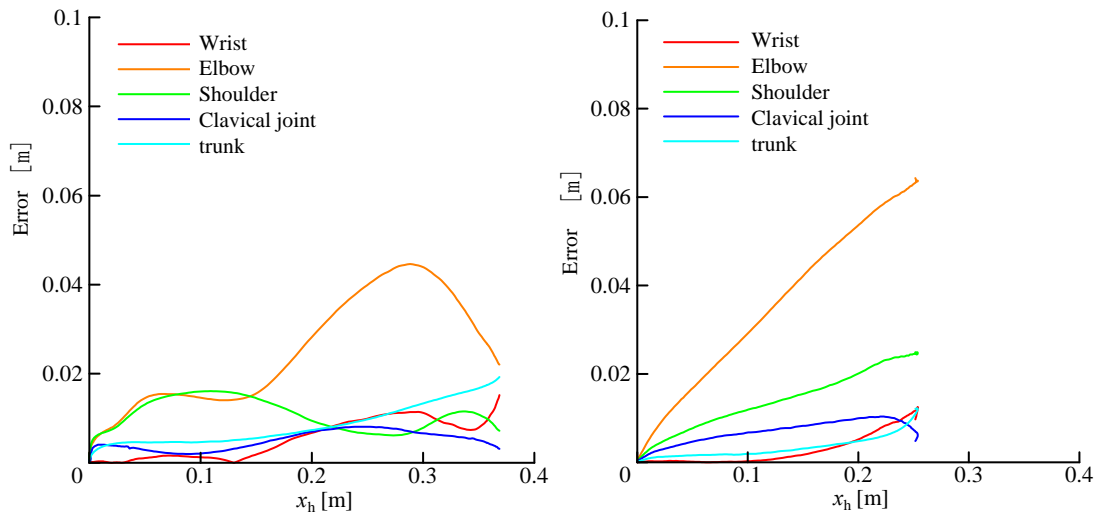 0.1
0.08
0.06
0.04
0.02
0
0.1
0.2
0.3
0.4
Error [m]
x_h [m]
Wrist
Elbow
Shoulder
Clavical joint
trunk
0.1
0.08
0.06
0.04
0.02
0
0.1
0.2
0.3
0.4
Error [m]
x_h [m]
Wrist
Elbow
Shoulder
Clavical joint
trunk